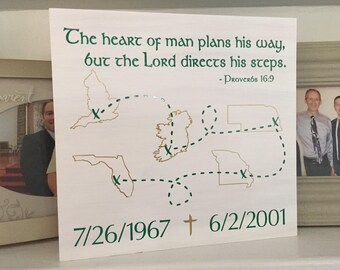 The heart of man plans his way,
but the Lord directs his steps.
- Proverbs 16:9
x
x
x
x
x
7/26/1967 † 6/2/2001